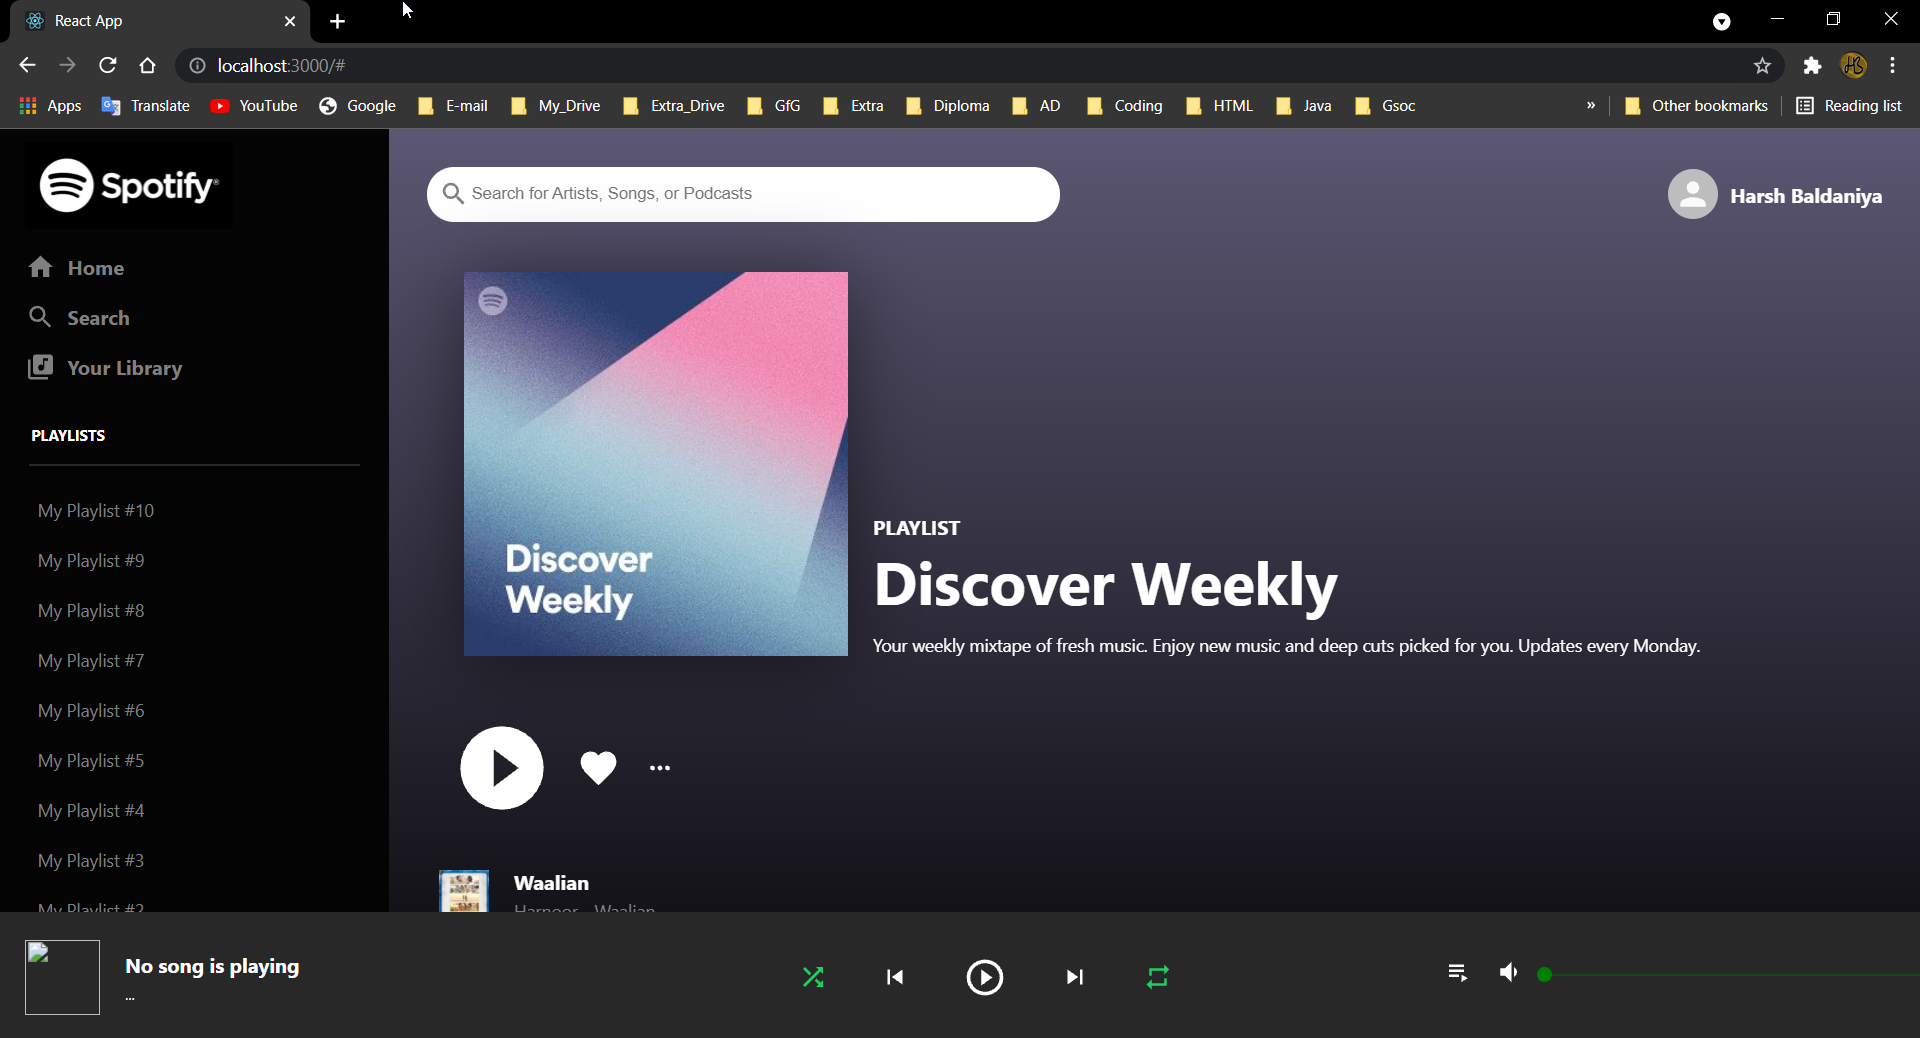 React App
localhost:3000/#
Apps Translate YouTube Google E-mail My_Drive Extra_Drive GfG Extra Diploma AD Coding HTML Java Gsoc » Other bookmarks Reading list
Spotify®
Search for Artists, Songs, or Podcasts
Harsh Baldaniya
Home
Search
Your Library
PLAYLISTS
My Playlist #10
My Playlist #9
My Playlist #8
My Playlist #7
My Playlist #6
My Playlist #5
My Playlist #4
My Playlist #3
My Playlist #2
Discover
Weekly
PLAYLIST
Discover Weekly
Your weekly mixtape of fresh music. Enjoy new music and deep cuts picked for you. Updates every Monday.
Waalian
Harnoor - Waalian
No song is playing
...